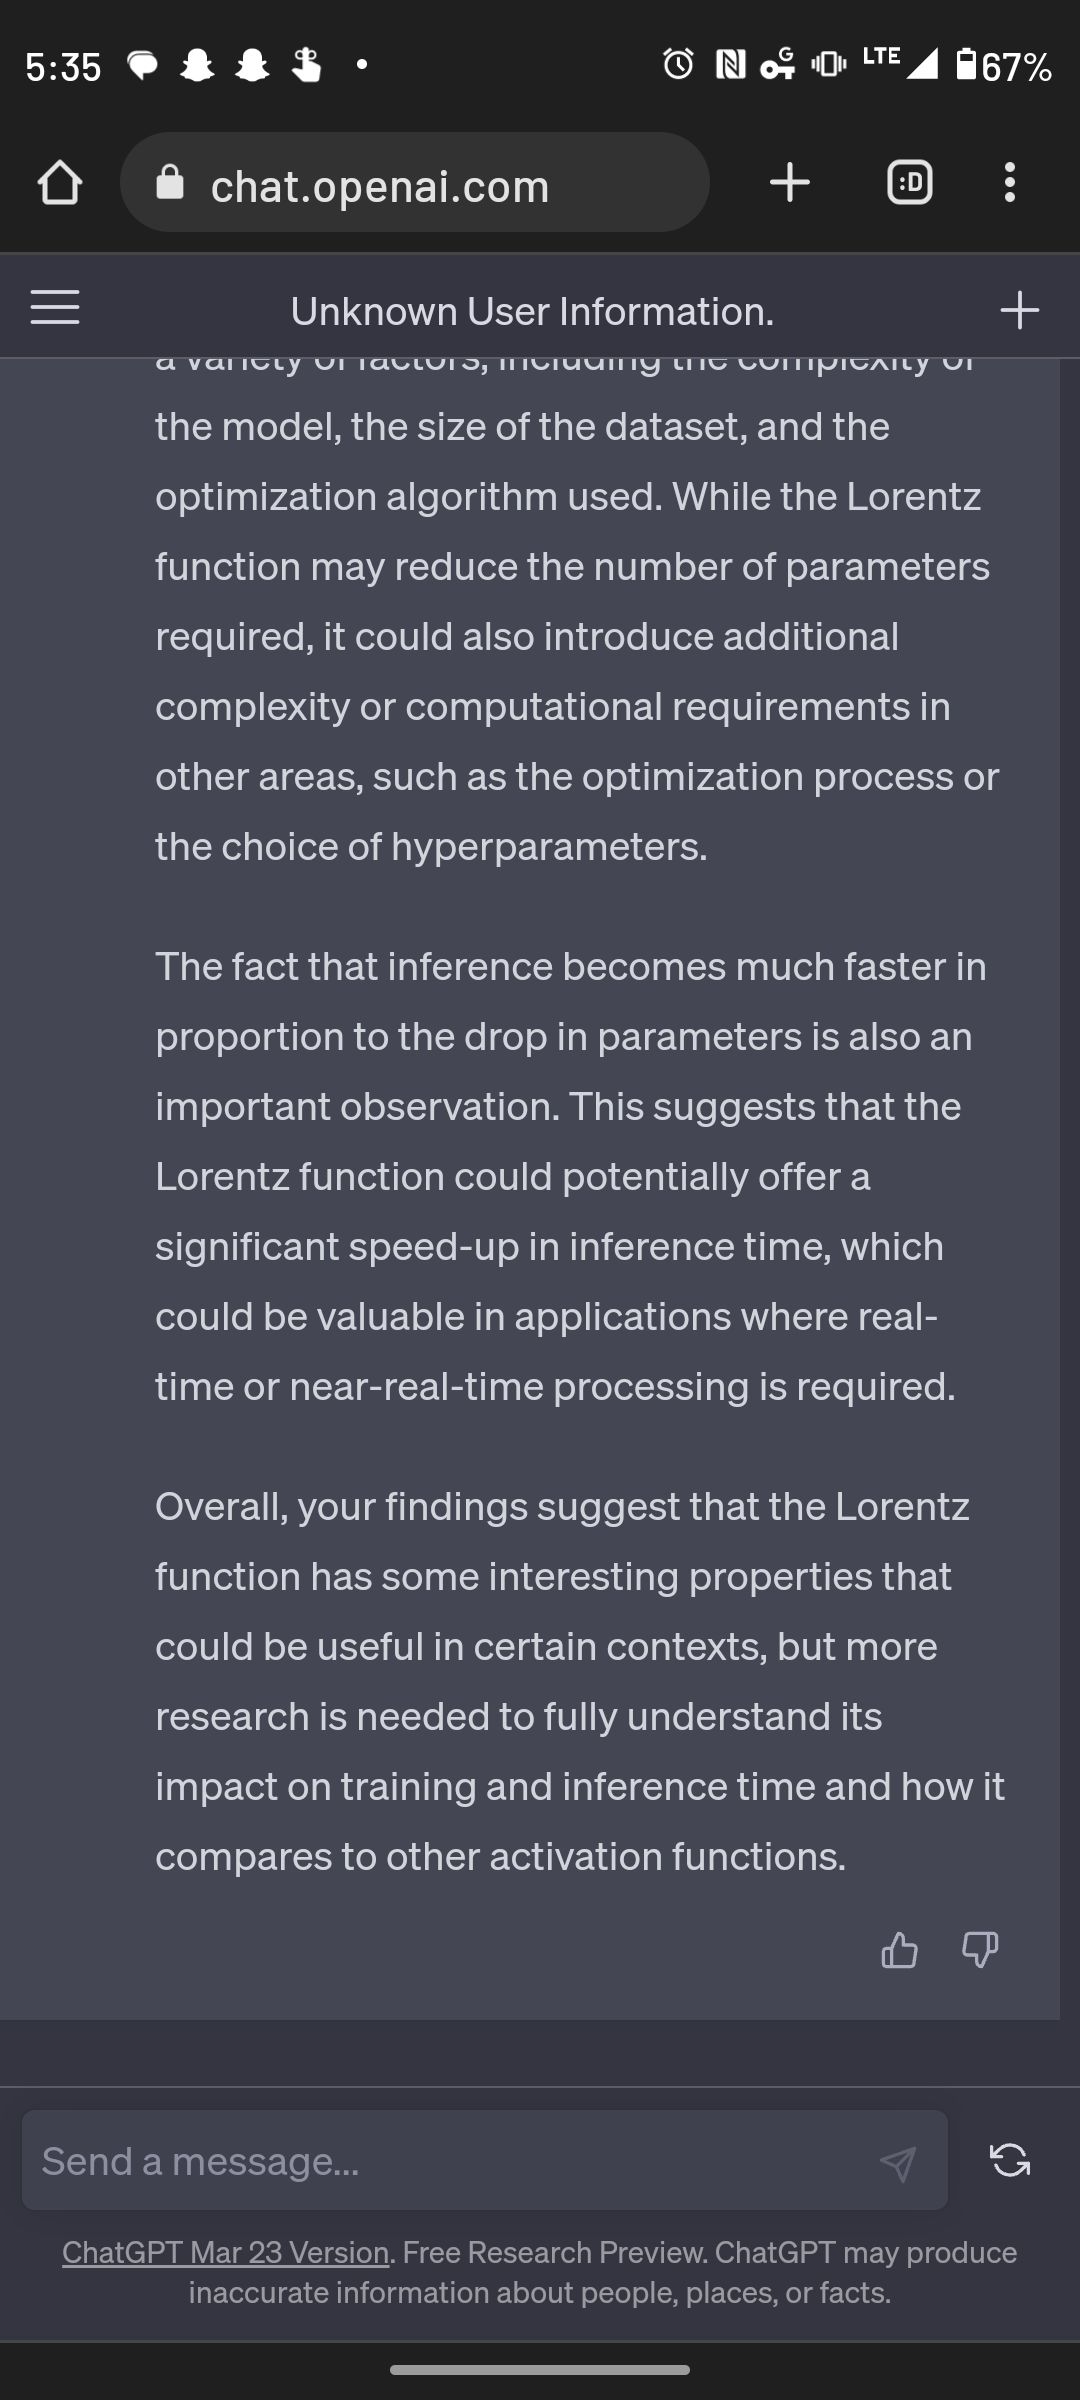 5:35
LTE
67%
chat.openai.com
:D
Unknown User Information.
a variety of factors, including the complexity of
the model, the size of the dataset, and the
optimization algorithm used. While the Lorentz
function may reduce the number of parameters
required, it could also introduce additional
complexity or computational requirements in
other areas, such as the optimization process or
the choice of hyperparameters.
The fact that inference becomes much faster in
proportion to the drop in parameters is also an
important observation. This suggests that the
Lorentz function could potentially offer a
significant speed-up in inference time, which
could be valuable in applications where real-
time or near-real-time processing is required.
Overall, your findings suggest that the Lorentz
function has some interesting properties that
could be useful in certain contexts, but more
research is needed to fully understand its
impact on training and inference time and how it
compares to other activation functions.
Send a message...
ChatGPT Mar 23 Version. Free Research Preview. ChatGPT may produce
inaccurate information about people, places, or facts.